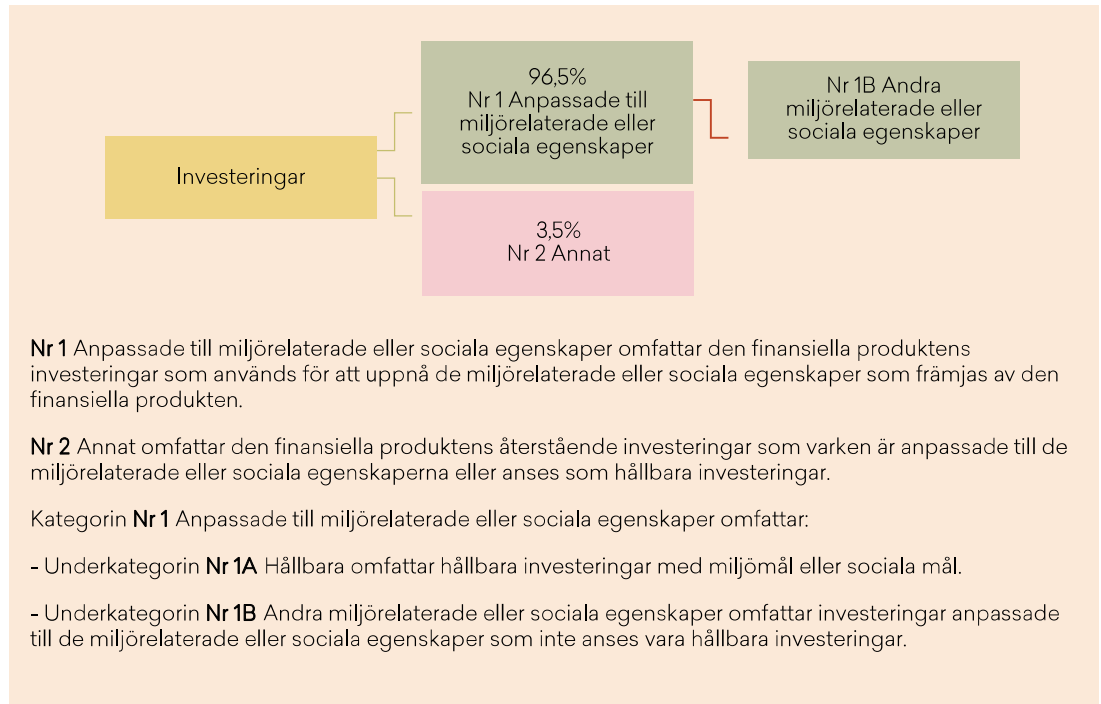 Investeringar
96,5%
Nr 1 Anpassade till
miljörelaterade eller
sociala egenskaper
Nr 1B Andra
miljörelaterade eller
sociala egenskaper
3,5%
Nr 2 Annat
Nr 1 Anpassade till miljörelaterade eller sociala egenskaper omfattar den finansiella produktens
investeringar som används för att uppnå de miljörelaterade eller sociala egenskaper som främjas av den
finansiella produkten.
Nr 2 Annat omfattar den finansiella produktens återstående investeringar som varken är anpassade till de
miljörelaterade eller sociala egenskaperna eller anses som hållbara investeringar.
Kategorin Nr 1 Anpassade till miljörelaterade eller sociala egenskaper omfattar:
- Underkategorin Nr 1A Hållbara omfattar hållbara investeringar med miljömål eller sociala mål.
- Underkategorin Nr 1B Andra miljörelaterade eller sociala egenskaper omfattar investeringar anpassade
till de miljörelaterade eller sociala egenskaper som inte anses vara hållbara investeringar.